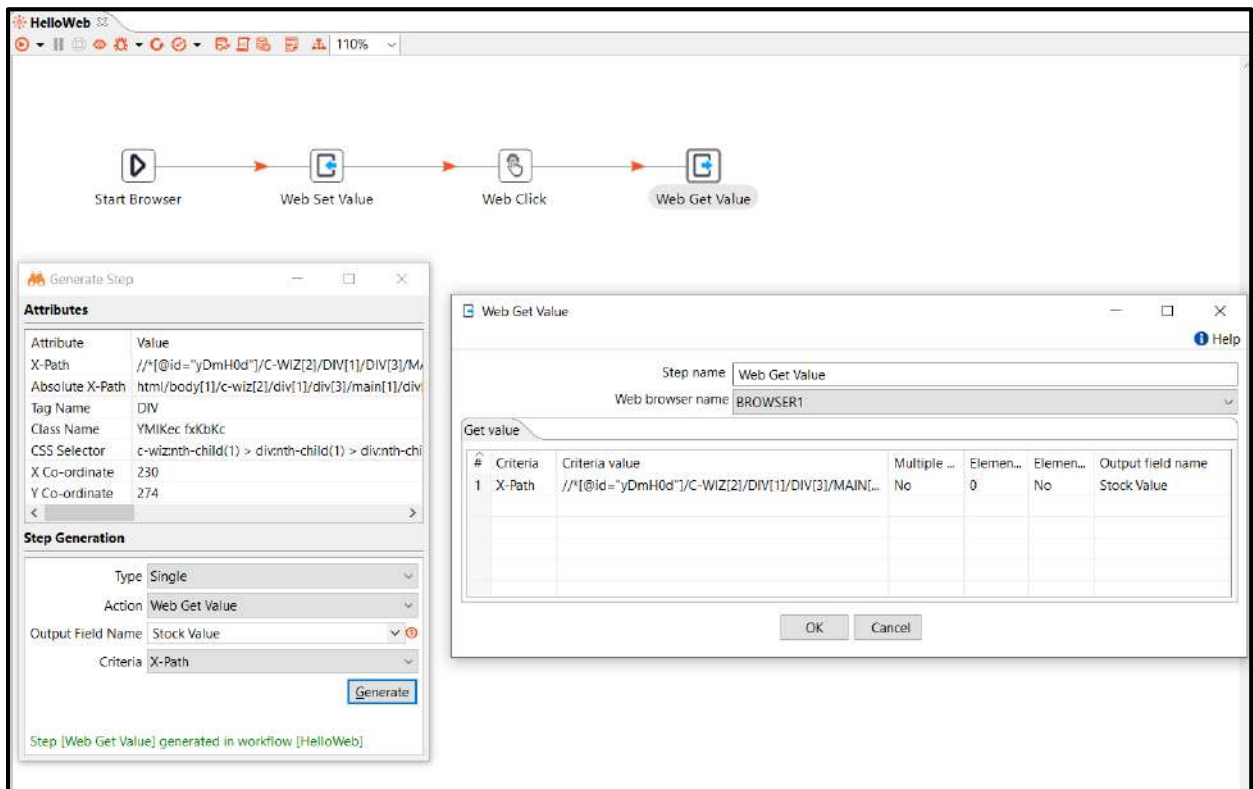 HelloWeb
110%
Start Browser
Web Set Value
Web Click
Web Get Value
Generate Step
Attributes
Attribute Value
X-Path //*[@id="yDmH0d"]/C-WIZ[2]/DIV[1]/DIV[3]/MA
Absolute X-Path html/body[1]/c-wiz[2]/div[1]/div[3]/main[1]/div
Tag Name DIV
Class Name YMlKec fxKbKc
CSS Selector c-wiz:nth-child(1) > div:nth-child(1) > div:nth-chi
X Co-ordinate 230
Y Co-ordinate 274
Step Generation
Type Single
Action Web Get Value
Output Field Name Stock Value
Criteria X-Path
Generate
Step [Web Get Value] generated in workflow [HelloWeb]
Web Get Value
Help
Step name Web Get Value
Web browser name BROWSER1
Get value
# Criteria Criteria value Multiple ... Elemen... Elemen... Output field name
1 X-Path //*[@id="yDmH0d"]/C-WIZ[2]/DIV[1]/DIV[3]/MAIN[... No 0 No Stock Value
OK Cancel